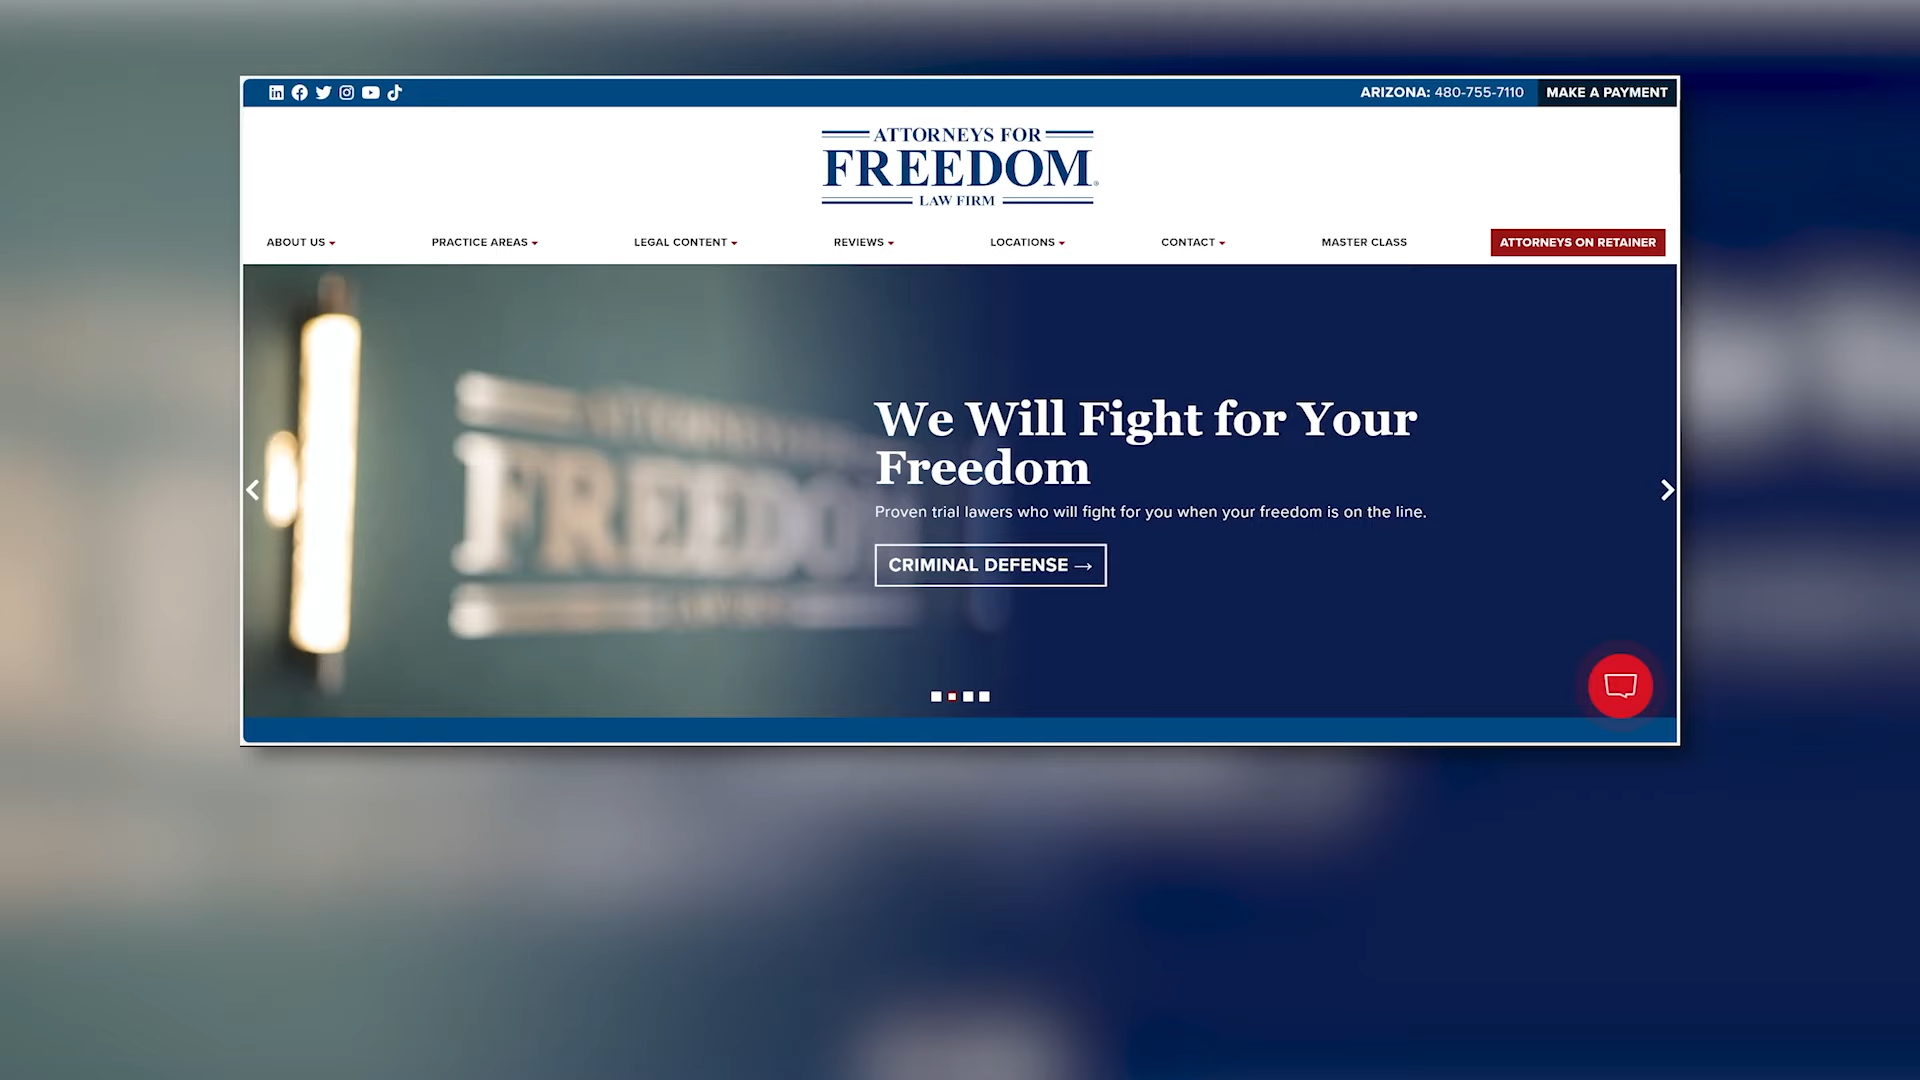 ARIZONA: 480-755-7110 MAKE A PAYMENT
ATTORNEYS FOR
FREEDOM
LAW FIRM
ABOUT US PRACTICE AREAS LEGAL CONTENT REVIEWS LOCATIONS CONTACT MASTER CLASS ATTORNEYS ON RETAINER
FREEDOM
We Will Fight for Your
Freedom
Proven trial lawers who will fight for you when your freedom is on the line.
CRIMINAL DEFENSE →